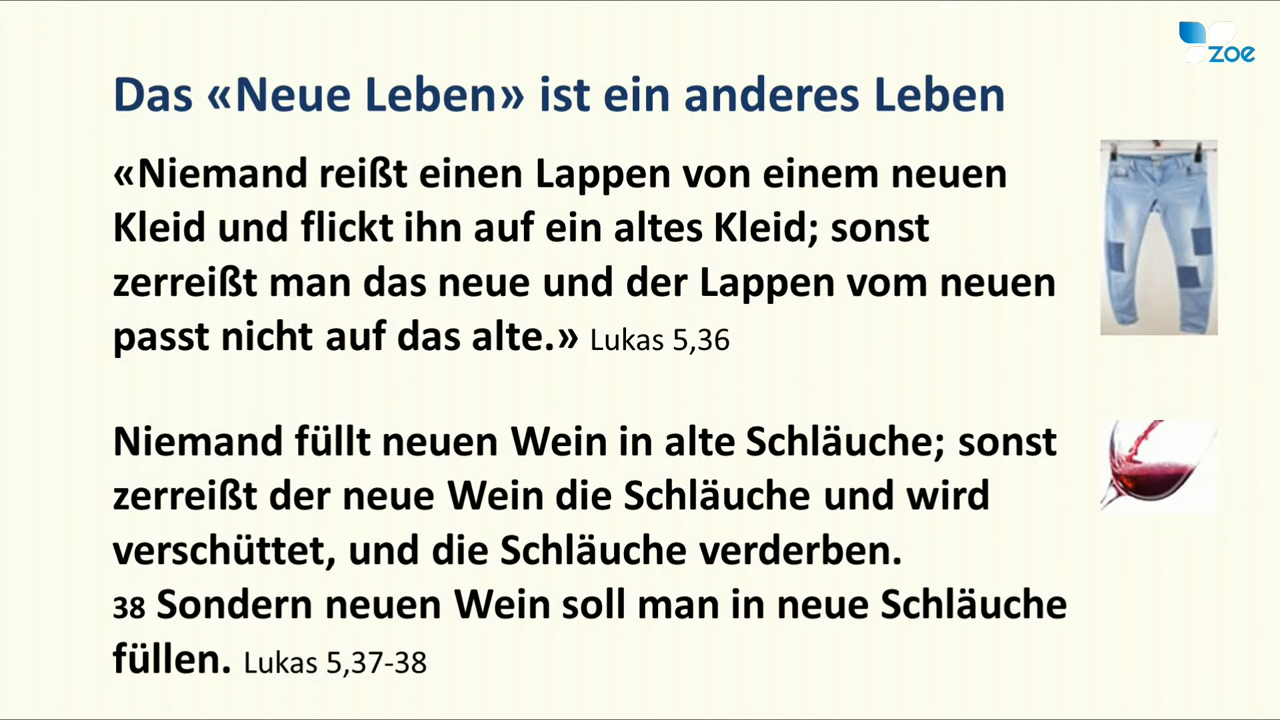 zoe
Das «Neue Leben» ist ein anderes Leben
«Niemand reißt einen Lappen von einem neuen
Kleid und flickt ihn auf ein altes Kleid; sonst
zerreißt man das neue und der Lappen vom neuen
passt nicht auf das alte.» Lukas 5,36
Niemand füllt neuen Wein in alte Schläuche; sonst
zerreißt der neue Wein die Schläuche und wird
verschüttet, und die Schläuche verderben.
38 Sondern neuen Wein soll man in neue Schläuche
füllen. Lukas 5,37-38